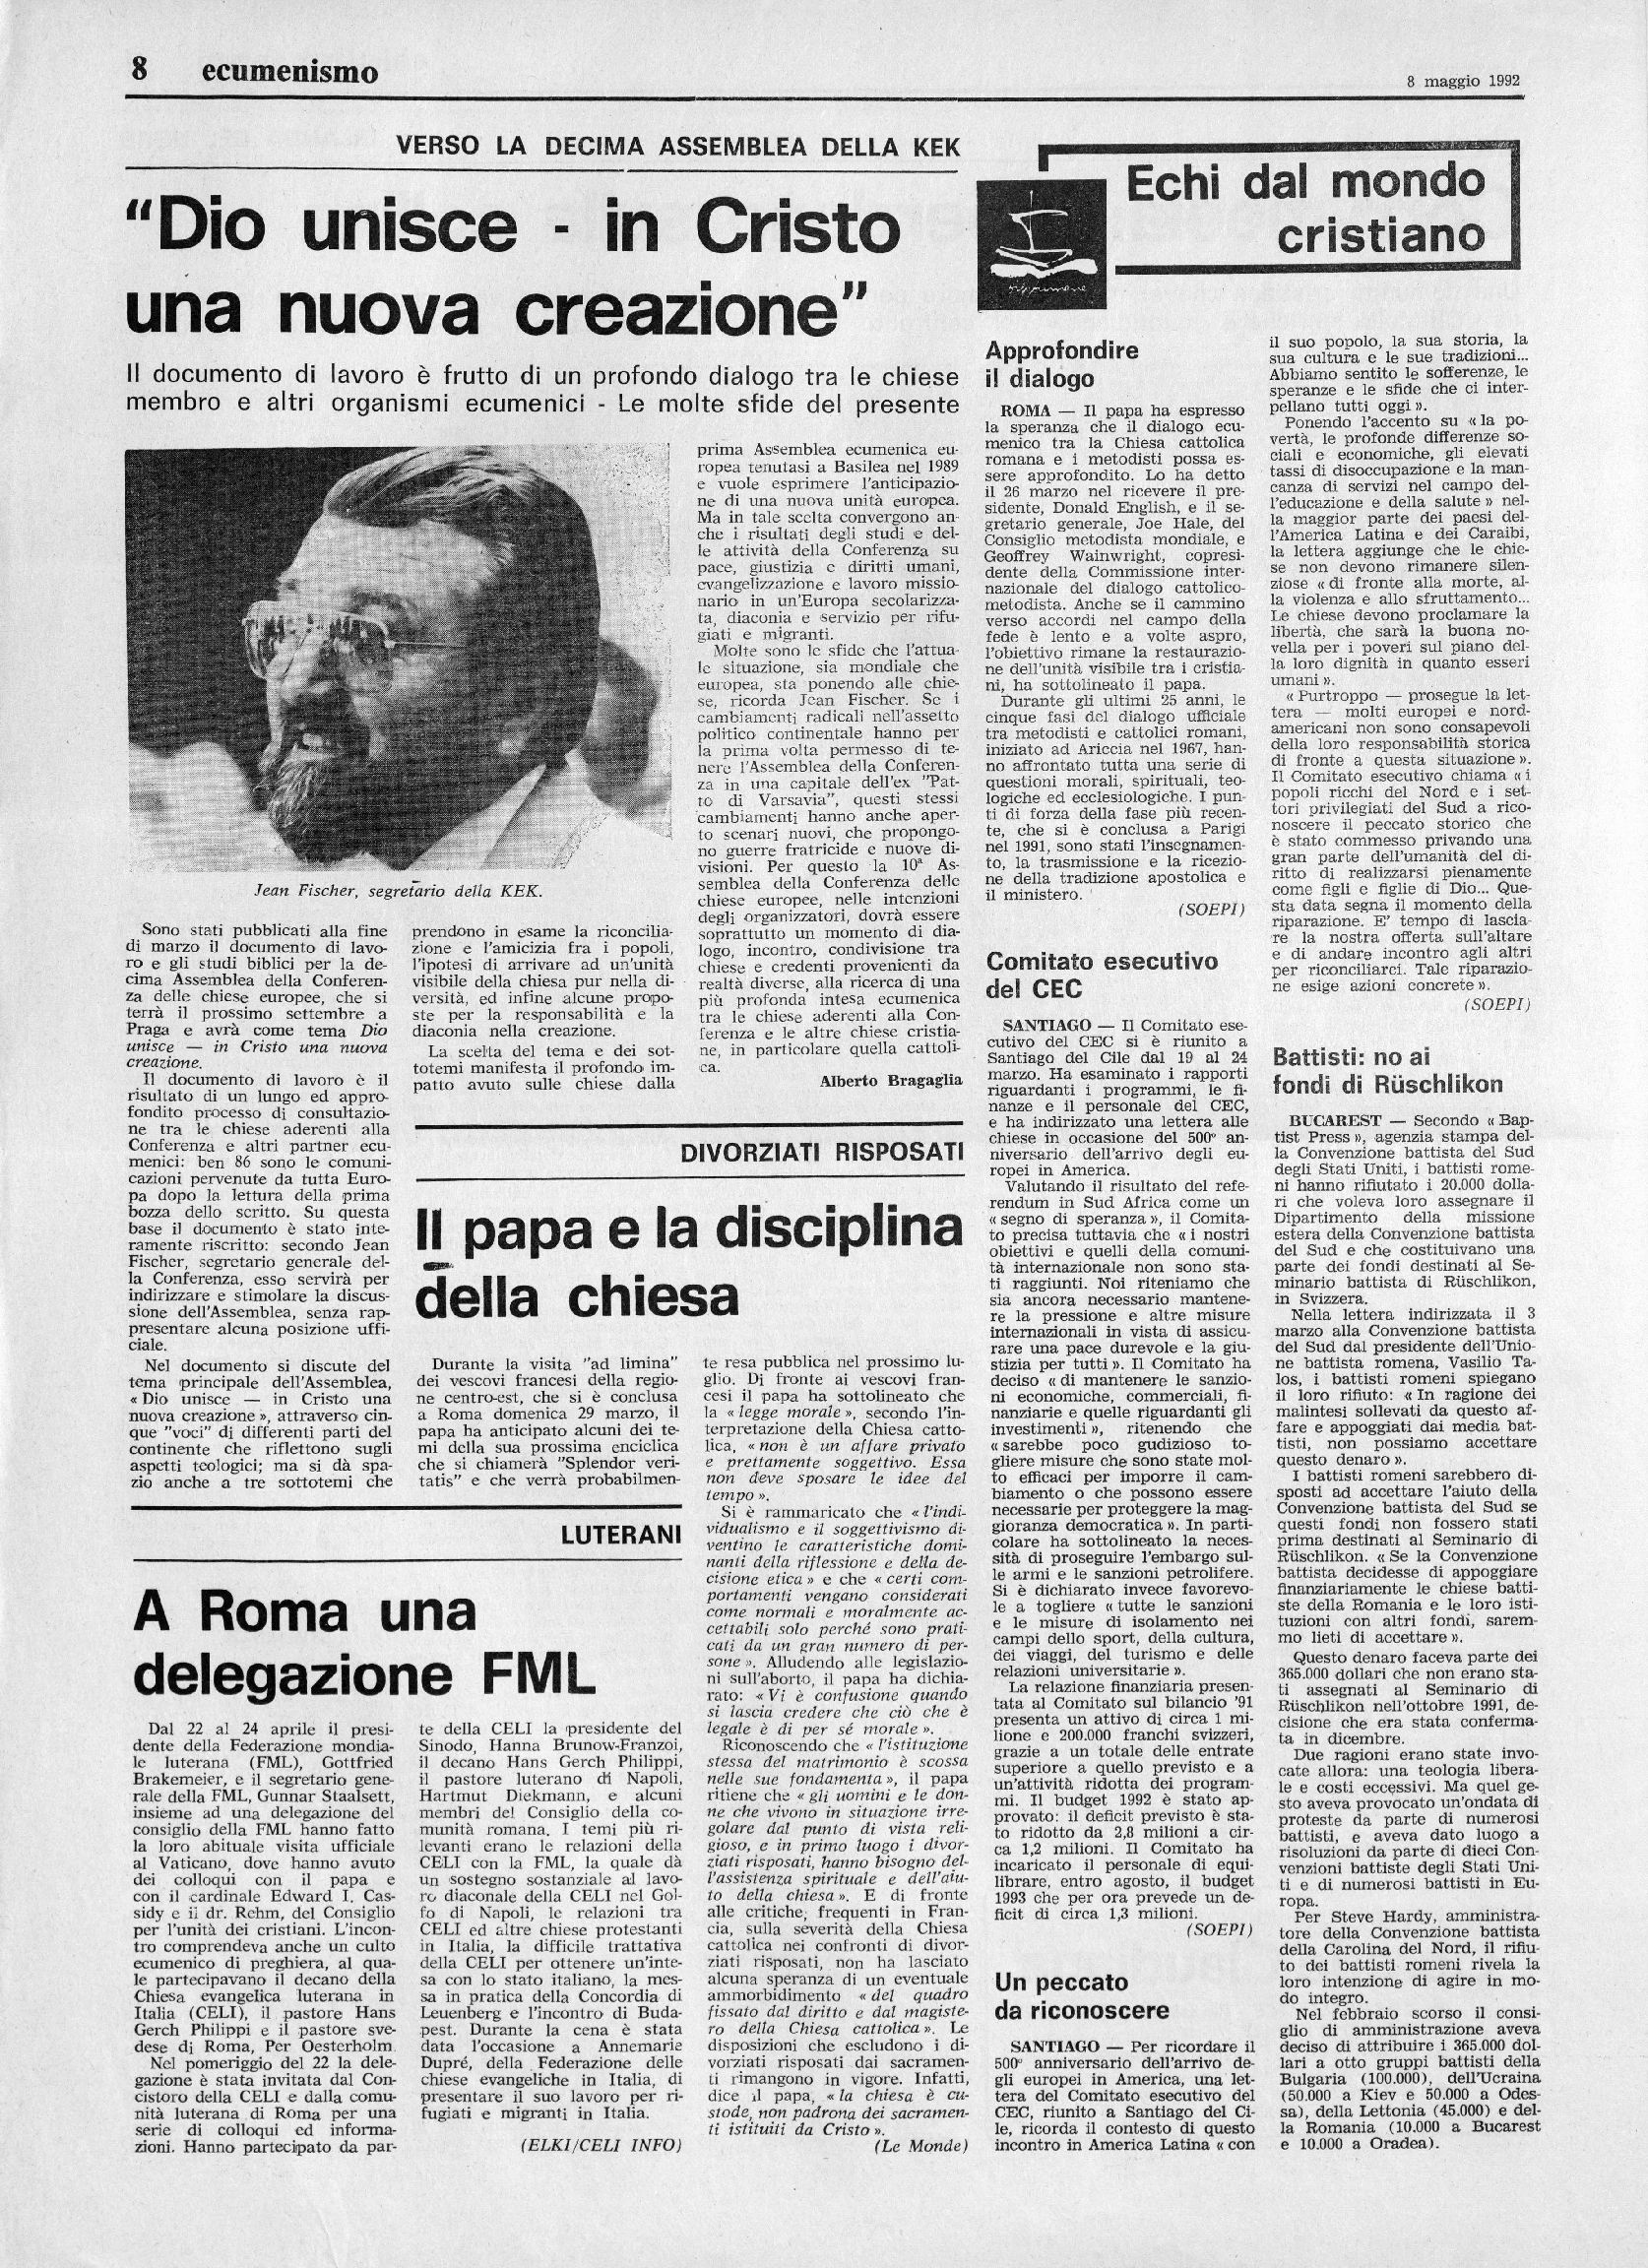 8 ecumenismo
8 maggio 1992
VERSO LA DECIMA ASSEMBLEA DELLA KEK
“Dio unisce - in Cristo
una nuova creazione”
Il documento di lavoro è frutto di un profondo dialogo tra le chiese
membro e altri organismi ecumenici - Le molte sfide del presente
Jean Fischer, segretario della KEK.
Sono stati pubblicati alla fine
di marzo il documento di lavo-
ro e gli studi biblici per la de-
cima Assemblea della Conferen-
za delle chiese europee, che si
terrà il prossimo settembre a
Praga e avrà come tema Dio
unisce — in Cristo una nuova
creazione.
Il documento di lavoro è il
risultato di un lungo ed appro-
fondito processo di consultazio-
ne tra le chiese aderenti alla
Conferenza e altri partner ecu-
menici: ben 86 sono le comuni-
cazioni pervenute da tutta Euro-
pa dopo la lettura della prima
bozza dello scritto. Su questa
base il documento è stato inte-
ramente riscritto: secondo Jean
Fischer, segretario generale del-
la Conferenza, esso servirà per
indirizzare e stimolare la discus-
sione dell'Assemblea, senza rap-
presentare alcuna posizione uffi-
ciale.
Nel documento si discute del
tema principale dell'Assemblea,
« Dio unisce — in Cristo una
nuova creazione », attraverso cin-
que "voci" di differenti parti del
continente che riflettono sugli
aspetti teologici; ma si dà spa-
zio anche a tre sottotemi che
prendono in esame la riconcilia-
zione e l'amicizia fra i popoli,
l'ipotesi di arrivare ad un'unità
visibile della chiesa pur nella di-
versità, ed infine alcune propo-
ste per la responsabilità e la
diaconia nella creazione.
La scelta del tema e dei sot-
totemi manifesta il profondo im-
patto avuto sulle chiese dalla
prima Assemblea ecumenica eu-
ropea tenutasi a Basilea nel 1989
e vuole esprimere l'anticipazio-
ne di una nuova unità europea.
Ma in tale scelta convergono an-
che i risultati degli studi e del-
le attività della Conferenza su
pace, giustizia e diritti umani,
evangelizzazione e lavoro missio-
nario in un'Europa secolarizza-
ta, diaconia e servizio per rifu-
giati e migranti.
Molte sono le sfide che l'attua-
le situazione, sia mondiale che
europea, sta ponendo alle chie-
se, ricorda Jean Fischer. Se i
cambiamenti radicali nell'assetto
politico continentale hanno per
la prima volta permesso di te-
nere l'Assemblea della Conferen-
za in una capitale dell'ex "Pat-
to di Varsavia", questi stessi
cambiamenti hanno anche aper-
to scenari nuovi, che propongo-
no guerre fratricide e nuove di-
visioni. Per questo la 10ª As-
semblea della Conferenza delle
chiese europee, nelle intenzioni
degli organizzatori, dovrà essere
soprattutto un momento di dia-
logo, incontro, condivisione tra
chiese e credenti provenienti da
realtà diverse, alla ricerca di una
più profonda intesa ecumenica
tra le chiese aderenti alla Con-
ferenza e le altre chiese cristia-
ne, in particolare quella cattoli-
ca.
Alberto Bragaglia
DIVORZIATI RISPOSATI
Il papa e la disciplina
della chiesa
Durante la visita "ad limina"
dei vescovi francesi della regio-
ne centro-est, che si è conclusa
a Roma domenica 29 marzo, il
papa ha anticipato alcuni dei te-
mi della sua prossima enciclica
che si chiamerà "Splendor veri-
tatis" e che verrà probabilmen-
te resa pubblica nel prossimo lu-
glio. Di fronte ai vescovi fran-
cesi il papa ha sottolineato che
la « legge morale », secondo l'in-
terpretazione della Chiesa catto-
lica, « non è un affare privato
e prettamente soggettivo. Essa
non deve sposare le idee del
tempo ».
Si è rammaricato che « l'indi-
vidualismo e il soggettivismo di-
ventino le caratteristiche domi-
nanti della riflessione e della de-
cisione etica » e che « certi com-
portamenti vengano considerati
come normali e moralmente ac-
cettabili solo perché sono prati-
cati da un gran numero di per-
sone ». Alludendo alle legislazio-
ni sull'aborto, il papa ha dichia-
rato: « Vi è confusione quando
si lascia credere che ciò che è
legale è di per sé morale ».
Riconoscendo che « l'istituzione
stessa del matrimonio è scossa
nelle sue fondamenta », il papa
ritiene che « gli uomini e le don-
ne che vivono in situazione irre-
golare dal punto di vista reli-
gioso, e in primo luogo i divor-
ziati risposati, hanno bisogno del-
l'assistenza spirituale e dell'aiu-
to della chiesa ». E di fronte
alle critiche, frequenti in Fran-
cia, sulla severità della Chiesa
cattolica nei confronti di divor-
ziati risposati, non ha lasciato
alcuna speranza di un eventuale
ammorbidimento « del quadro
fissato dal diritto e dal magiste-
ro della Chiesa cattolica ». Le
disposizioni che escludono i di-
vorziati risposati dai sacramen-
ti rimangono in vigore. Infatti,
dice il papa, « la chiesa è cu-
stode, non padrona dei sacramen-
ti istituiti da Cristo ».
(Le Monde)
LUTERANI
A Roma una
delegazione FML
Dal 22 al 24 aprile il presi-
dente della Federazione mondia-
le luterana (FML), Gottfried
Brakemeier, e il segretario gene-
rale della FML, Gunnar Staalsett,
insieme ad una delegazione del
consiglio della FML hanno fatto
la loro abituale visita ufficiale
al Vaticano, dove hanno avuto
dei colloqui con il papa e
con il cardinale Edward I. Cas-
sidy e il dr. Rehm, del Consiglio
per l'unità dei cristiani. L'incon-
tro comprendeva anche un culto
ecumenico di preghiera, al qua-
le partecipavano il decano della
Chiesa evangelica luterana in
Italia (CELI), il pastore Hans
Gerch Philippi e il pastore sve-
dese di Roma, Per Oesterholm.
Nel pomeriggio del 22 la dele-
gazione è stata invitata dal Con-
cistoro della CELI e dalla comu-
nità luterana di Roma per una
serie di colloqui ed informa-
zioni. Hanno partecipato da par-
te della CELI la presidente del
Sinodo, Hanna Brunow-Franzoi,
il decano Hans Gerch Philippi,
il pastore luterano di Napoli,
Hartmut Diekmann, e alcuni
membri del Consiglio della co-
munità romana. I temi più ri-
levanti erano le relazioni della
CELI con la FML, la quale dà
un sostegno sostanziale al lavo-
ro diaconale della CELI nel Gol-
fo di Napoli, le relazioni tra
CELI ed altre chiese protestanti
in Italia, la difficile trattativa
della CELI per ottenere un'inte-
sa con lo stato italiano, la mes-
sa in pratica della Concordia di
Leuenberg e l'incontro di Buda-
pest. Durante la cena è stata
data l'occasione a Annemarie
Dupré, della Federazione delle
chiese evangeliche in Italia, di
presentare il suo lavoro per ri-
fugiati e migranti in Italia.
(ELKI/CELI INFO)
Echi dal mondo
cristiano
Approfondire
il dialogo
ROMA — Il papa ha espresso
la speranza che il dialogo ecu-
menico tra la Chiesa cattolica
romana e i metodisti possa es-
sere approfondito. Lo ha detto
il 26 marzo nel ricevere il pre-
sidente, Donald English, e il se-
gretario generale, Joe Hale, del
Consiglio metodista mondiale, e
Geoffrey Wainwright, copresi-
dente della Commissione inter-
nazionale del dialogo cattolico-
metodista. Anche se il cammino
verso accordi nel campo della
fede è lento e a volte aspro,
l'obiettivo rimane la restaurazio-
ne dell'unità visibile tra i cristia-
ni, ha sottolineato il papa.
Durante gli ultimi 25 anni, le
cinque fasi del dialogo ufficiale
tra metodisti e cattolici romani,
iniziato ad Ariccia nel 1967, han-
no affrontato tutta una serie di
questioni morali, spirituali, teo-
logiche ed ecclesiologiche. I pun-
ti di forza della fase più recen-
te, che si è conclusa a Parigi
nel 1991, sono stati l'insegnamen-
to, la trasmissione e la ricezio-
ne della tradizione apostolica e
il ministero.
(SOEPI)
Comitato esecutivo
del CEC
SANTIAGO — Il Comitato ese-
cutivo del CEC si è riunito a
Santiago del Cile dal 19 al 24
marzo. Ha esaminato i rapporti
riguardanti i programmi, le fi-
nanze e il personale del CEC,
e ha indirizzato una lettera alle
chiese in occasione del 500° an-
niversario dell'arrivo degli eu-
ropei in America.
Valutando il risultato del refe-
rendum in Sud Africa come un
« segno di speranza », il Comita-
to precisa tuttavia che « i nostri
obiettivi e quelli della comuni-
tà internazionale non sono sta-
ti raggiunti. Noi riteniamo che
sia ancora necessario mantene-
re la pressione e altre misure
internazionali in vista di assicu-
rare una pace durevole e la giu-
stizia per tutti ». Il Comitato ha
deciso « di mantenere le sanzio-
ni economiche, commerciali, fi-
nanziarie e quelle riguardanti gli
investimenti », ritenendo che
« sarebbe poco gudizioso to-
gliere misure che sono state mol-
to efficaci per imporre il cam-
biamento o che possono essere
necessarie per proteggere la mag-
gioranza democratica ». In parti-
colare ha sottolineato la neces-
sità di proseguire l'embargo sul-
le armi e le sanzioni petrolifere.
Si è dichiarato invece favorevo-
le a togliere « tutte le sanzioni
e le misure di isolamento nei
campi dello sport, della cultura,
dei viaggi, del turismo e delle
relazioni universitarie ».
La relazione finanziaria presen-
tata al Comitato sul bilancio '91
presenta un attivo di circa 1 mi-
lione e 200.000 franchi svizzeri,
grazie a un totale delle entrate
superiore a quello previsto e a
un'attività ridotta dei program-
mi. Il budget 1992 è stato ap-
provato: il deficit previsto è sta-
to ridotto da 2,8 milioni a cir-
ca 1,2 milioni. Il Comitato ha
incaricato il personale di equi-
librare, entro agosto, il budget
1993 che per ora prevede un de-
ficit di circa 1,3 milioni.
(SOEPI)
Un peccato
da riconoscere
SANTIAGO — Per ricordare il
500° anniversario dell'arrivo de-
gli europei in America, una let-
tera del Comitato esecutivo del
CEC, riunito a Santiago del Ci-
le, ricorda il contesto di questo
incontro in America Latina « con
il suo popolo, la sua storia, la
sua cultura e le sue tradizioni...
Abbiamo sentito le sofferenze, le
speranze e le sfide che ci inter-
pellano tutti oggi ».
Ponendo l'accento su « la po-
vertà, le profonde differenze so-
ciali e economiche, gli elevati
tassi di disoccupazione e la man-
canza di servizi nel campo del-
l'educazione e della salute » nel-
la maggior parte dei paesi del-
l'America Latina e dei Caraibi,
la lettera aggiunge che le chie-
se non devono rimanere silen-
ziose « di fronte alla morte, al-
la violenza e allo sfruttamento...
Le chiese devono proclamare la
libertà, che sarà la buona no-
vella per i poveri sul piano del-
la loro dignità in quanto esseri
umani ».
« Purtroppo — prosegue la let-
tera — molti europei e nord-
americani non sono consapevoli
della loro responsabilità storica
di fronte a questa situazione ».
Il Comitato esecutivo chiama « i
popoli ricchi del Nord e i set-
tori privilegiati del Sud a rico-
noscere il peccato storico che
è stato commesso privando una
gran parte dell'umanità del di-
ritto di realizzarsi pienamente
come figli e figlie di Dio... Que-
sta data segna il momento della
riparazione. E' tempo di lascia-
re la nostra offerta sull'altare
e di andare incontro agli altri
per riconciliarci. Tale riparazio-
ne esige azioni concrete ».
(SOEPI)
Battisti: no ai
fondi di Rüschlikon
BUCAREST — Secondo « Bap-
tist Press », agenzia stampa del-
la Convenzione battista del Sud
degli Stati Uniti, i battisti rome-
ni hanno rifiutato i 20.000 dolla-
ri che voleva loro assegnare il
Dipartimento della missione
estera della Convenzione battista
del Sud e che costituivano una
parte dei fondi destinati al Se-
minario battista di Rüschlikon,
in Svizzera.
Nella lettera indirizzata il 3
marzo alla Convenzione battista
del Sud dal presidente dell'Unio-
ne battista romena, Vasilio Ta-
los, i battisti romeni spiegano
il loro rifiuto: « In ragione dei
malintesi sollevati da questo af-
fare e appoggiati dai media bat-
tisti, non possiamo accettare
questo denaro ».
I battisti romeni sarebbero di-
sposti ad accettare l'aiuto della
Convenzione battista del Sud se
questi fondi non fossero stati
prima destinati al Seminario di
Rüschlikon. « Se la Convenzione
battista decidesse di appoggiare
finanziariamente le chiese batti-
ste della Romania e le loro isti-
tuzioni con altri fondi, sarem-
mo lieti di accettare ».
Questo denaro faceva parte dei
365.000 dollari che non erano sta-
ti assegnati al Seminario di
Rüschlikon nell'ottobre 1991, de-
cisione che era stata conferma-
ta in dicembre.
Due ragioni erano state invo-
cate allora: una teologia libera-
le e costi eccessivi. Ma quel ge-
sto aveva provocato un'ondata di
proteste da parte di numerosi
battisti, e aveva dato luogo a
risoluzioni da parte di dieci Con-
venzioni battiste degli Stati Uni-
ti e di numerosi battisti in Eu-
ropa.
Per Steve Hardy, amministra-
tore della Convenzione battista
della Carolina del Nord, il rifiu-
to dei battisti romeni rivela la
loro intenzione di agire in mo-
do integro.
Nel febbraio scorso il consi-
glio di amministrazione aveva
deciso di attribuire i 365.000 dol-
lari a otto gruppi battisti della
Bulgaria (100.000), dell'Ucraina
(50.000 a Kiev e 50.000 a Odes-
sa), della Lettonia (45.000) e del-
la Romania (10.000 a Bucarest
e 10.000 a Oradea).